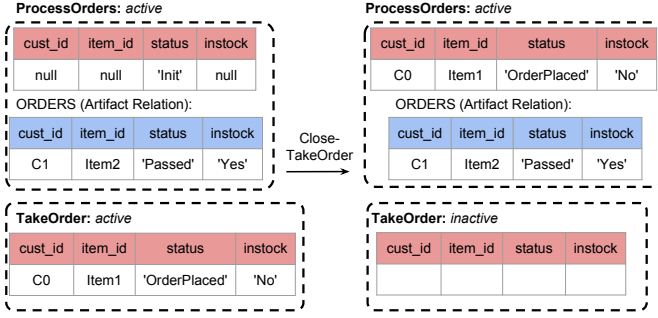 ProcessOrders: active
cust_id item_id status instock
null null 'Init' null
ORDERS (Artifact Relation):
cust_id item_id status instock
C1 Item2 'Passed' 'Yes'
TakeOrder: active
cust_id item_id status instock
C0 Item1 'OrderPlaced' 'No'
Close-
TakeOrder
ProcessOrders: active
cust_id item_id status instock
C0 Item1 'OrderPlaced' 'No'
ORDERS (Artifact Relation):
cust_id item_id status instock
C1 Item2 'Passed' 'Yes'
TakeOrder: inactive
cust_id item_id status instock